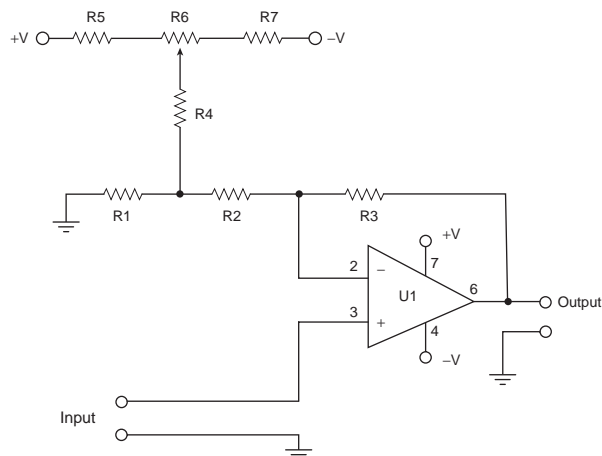 R5 R6 R7
+V −V
R4
R1 R2 R3
+V
2 − 7
U1 6
3 + 4
Output
−V
Input